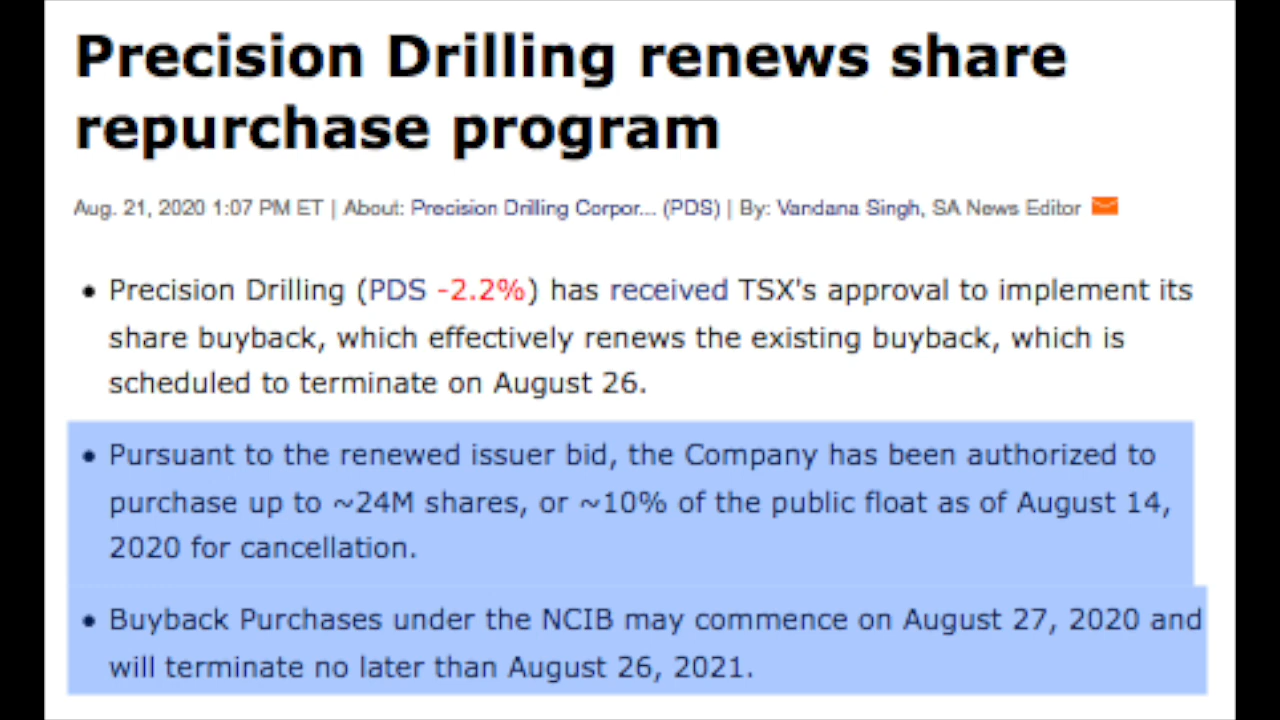 Precision Drilling renews share
repurchase program
Aug. 21, 2020 1:07 PM ET | About: Precision Drilling Corpor... (PDS) | By: Vandana Singh, SA News Editor
• Precision Drilling (PDS -2.2%) has received TSX's approval to implement its
share buyback, which effectively renews the existing buyback, which is
scheduled to terminate on August 26.
• Pursuant to the renewed issuer bid, the Company has been authorized to
purchase up to ~24M shares, or ~10% of the public float as of August 14,
2020 for cancellation.
• Buyback Purchases under the NCIB may commence on August 27, 2020 and
will terminate no later than August 26, 2021.